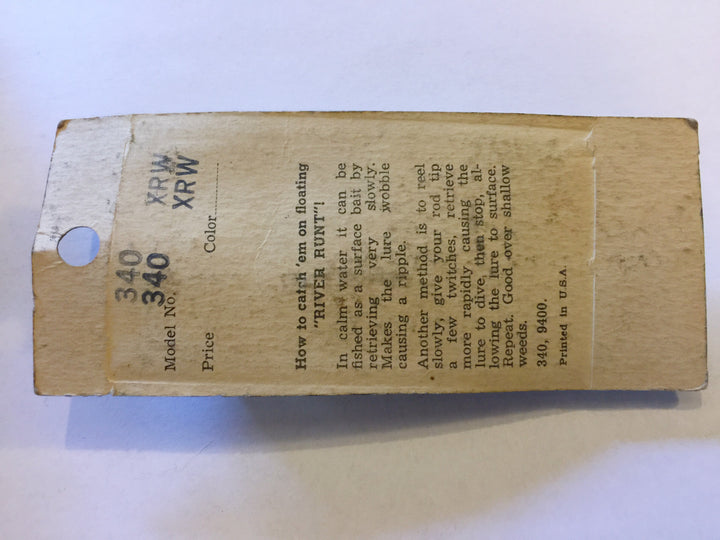 340 XRW
Model No. 340 XRW
Price Color
How to catch 'em on floating
"RIVER RUNT"!
In calm water it can be
fished as a surface bait by
retrieving very slowly.
Makes the lure wobble
causing a ripple.
Another method is to reel
slowly, give your rod tip
a few twitches, retrieve
more rapidly causing the
lure to dive, then stop, al-
lowing the lure to surface.
Repeat. Good over shallow
weeds.
340, 9400.
Printed in U.S.A.